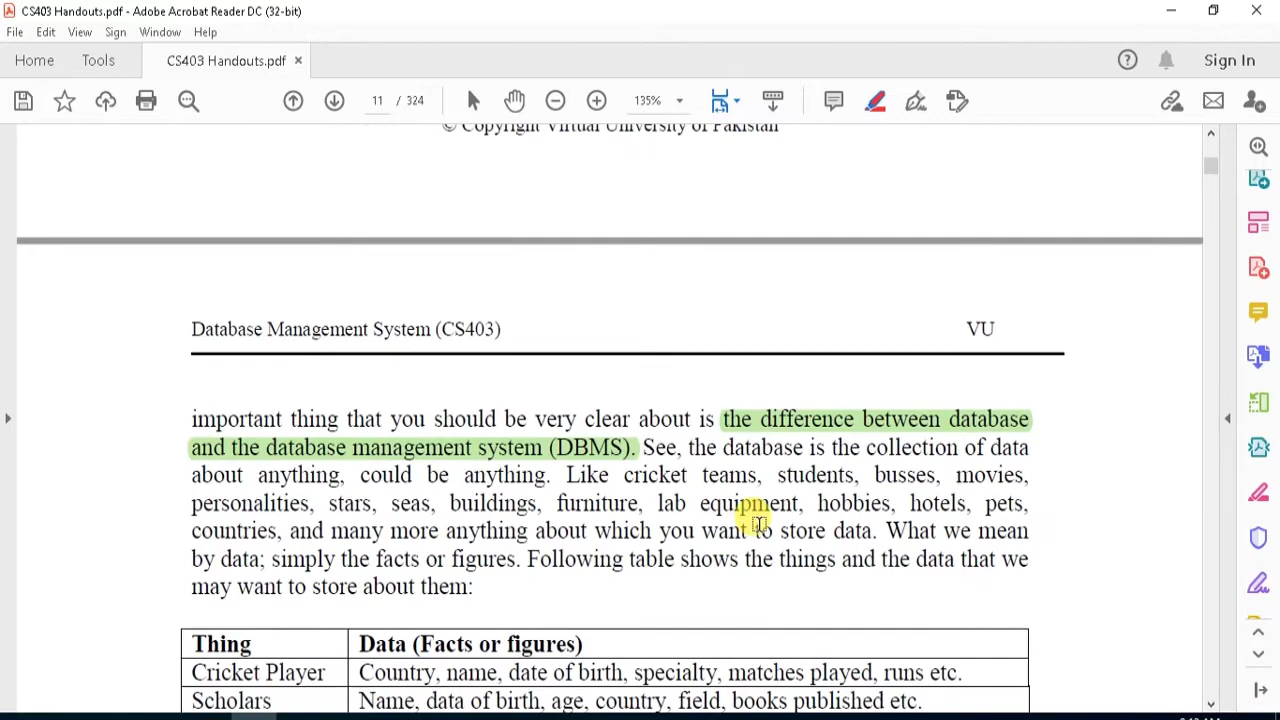 CS403 Handouts.pdf - Adobe Acrobat Reader DC (32-bit)
File Edit View Sign Window Help
Home Tools CS403 Handouts.pdf × Sign In
11 / 324 135%
© Copyright Virtual University of Pakistan
Database Management System (CS403) VU
important thing that you should be very clear about is the difference between database
and the database management system (DBMS). See, the database is the collection of data
about anything, could be anything. Like cricket teams, students, busses, movies,
personalities, stars, seas, buildings, furniture, lab equipment, hobbies, hotels, pets,
countries, and many more anything about which you want to store data. What we mean
by data; simply the facts or figures. Following table shows the things and the data that we
may want to store about them:
Thing Data (Facts or figures)
Cricket Player Country, name, date of birth, specialty, matches played, runs etc.
Scholars Name, data of birth, age, country, field, books published etc.